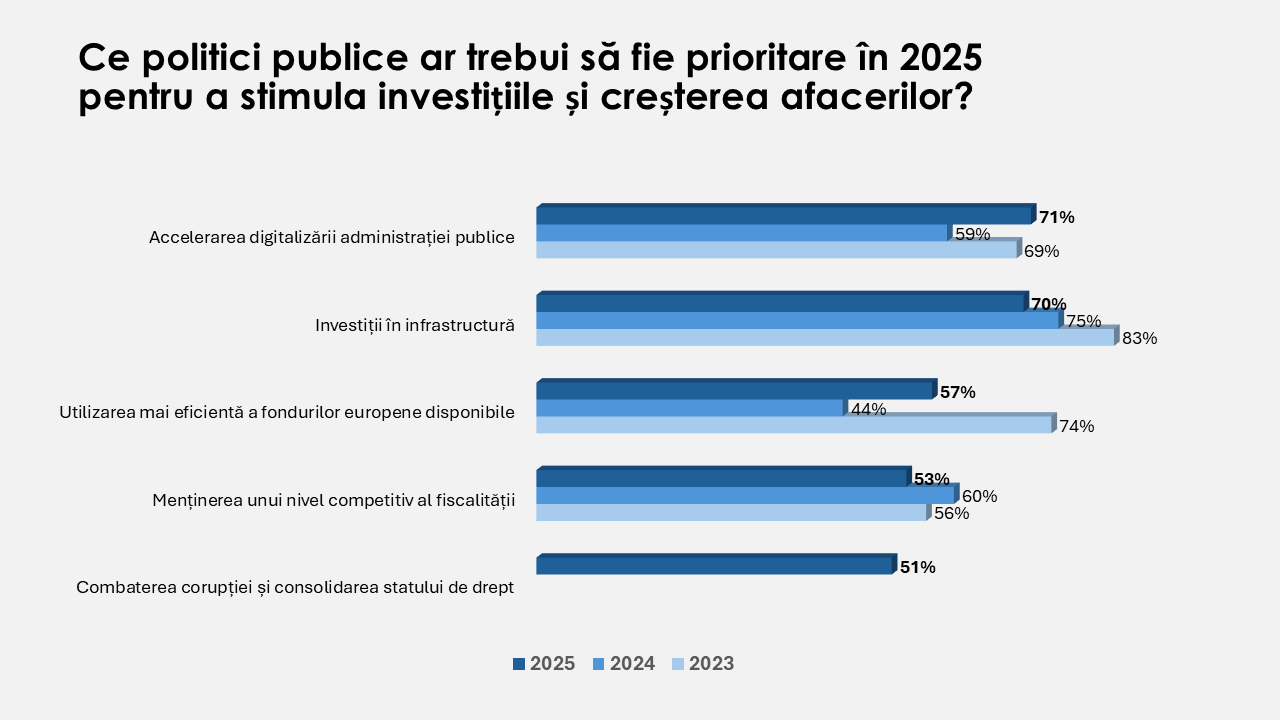 Ce politici publice ar trebui să fie prioritare în 2025
pentru a stimula investițiile și creșterea afacerilor?
Accelerarea digitalizării administrației publice
71%
59%
69%
Investiții în infrastructură
70%
75%
83%
Utilizarea mai eficientă a fondurilor europene disponibile
57%
44%
74%
Menținerea unui nivel competitiv al fiscalității
53%
60%
56%
Combaterea corupției și consolidarea statului de drept
51%
2025 2024 2023